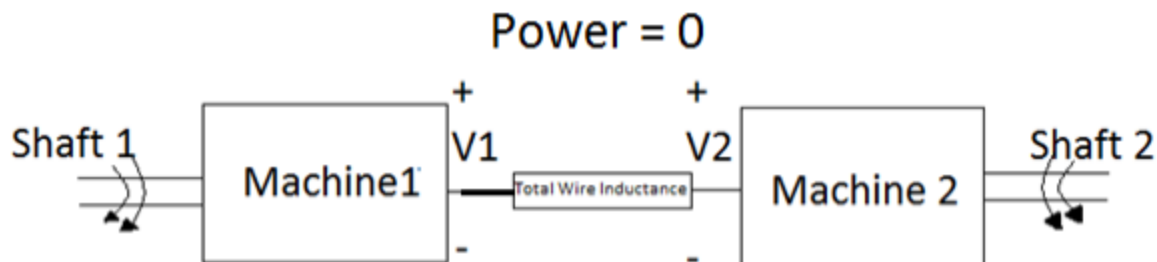 Power = 0
+ +
Shaft 1 V1 V2 Shaft 2
Machine1 Total Wire Inductance Machine 2
- -